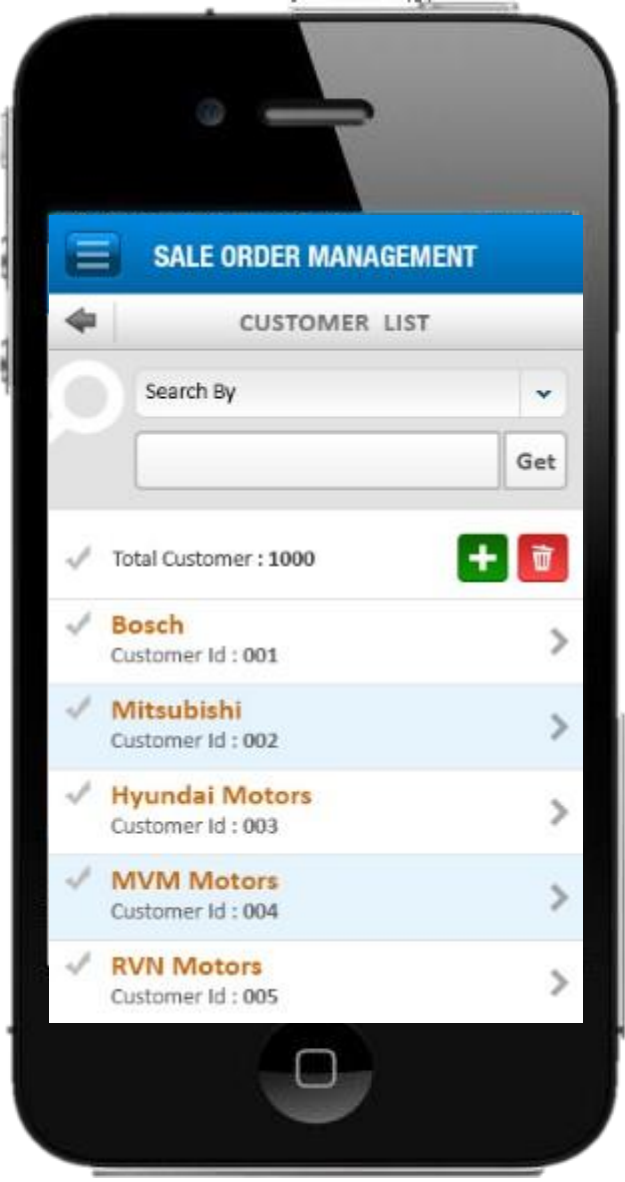 SALE ORDER MANAGEMENT
CUSTOMER LIST
Search By
Get
Total Customer : 1000
Bosch
Customer Id : 001
Mitsubishi
Customer Id : 002
Hyundai Motors
Customer Id : 003
MVM Motors
Customer Id : 004
RVN Motors
Customer Id : 005